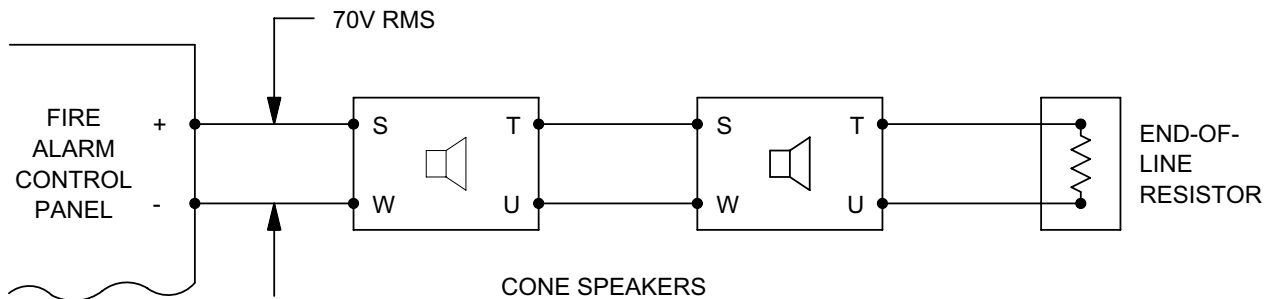 70V RMS
FIRE
ALARM
CONTROL
PANEL
+
-
S
T
W
U
S
T
W
U
END-OF-
LINE
RESISTOR
CONE SPEAKERS